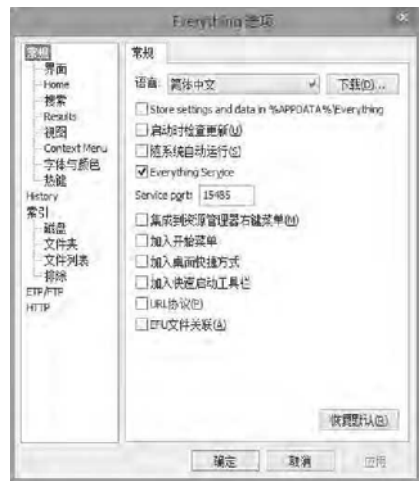 Everything 选项
常规
界面
Home
搜索
Results
视图
Context Menu
字体与颜色
热键
History
索引
磁盘
文件夹
文件列表
排除
ETP/FTP
HTTP
常规
语言: 简体中文 下载(D)...
Store settings and data in %APPDATA%\Everything
启动时检查更新(U)
随系统自动运行(S)
Everything Service
Service port: 15485
集成到资源管理器右键菜单(M)
加入开始菜单
加入桌面快捷方式
加入快速启动工具栏
URL协议(P)
EFU文件关联(A)
恢复默认(R)
确定 取消 应用